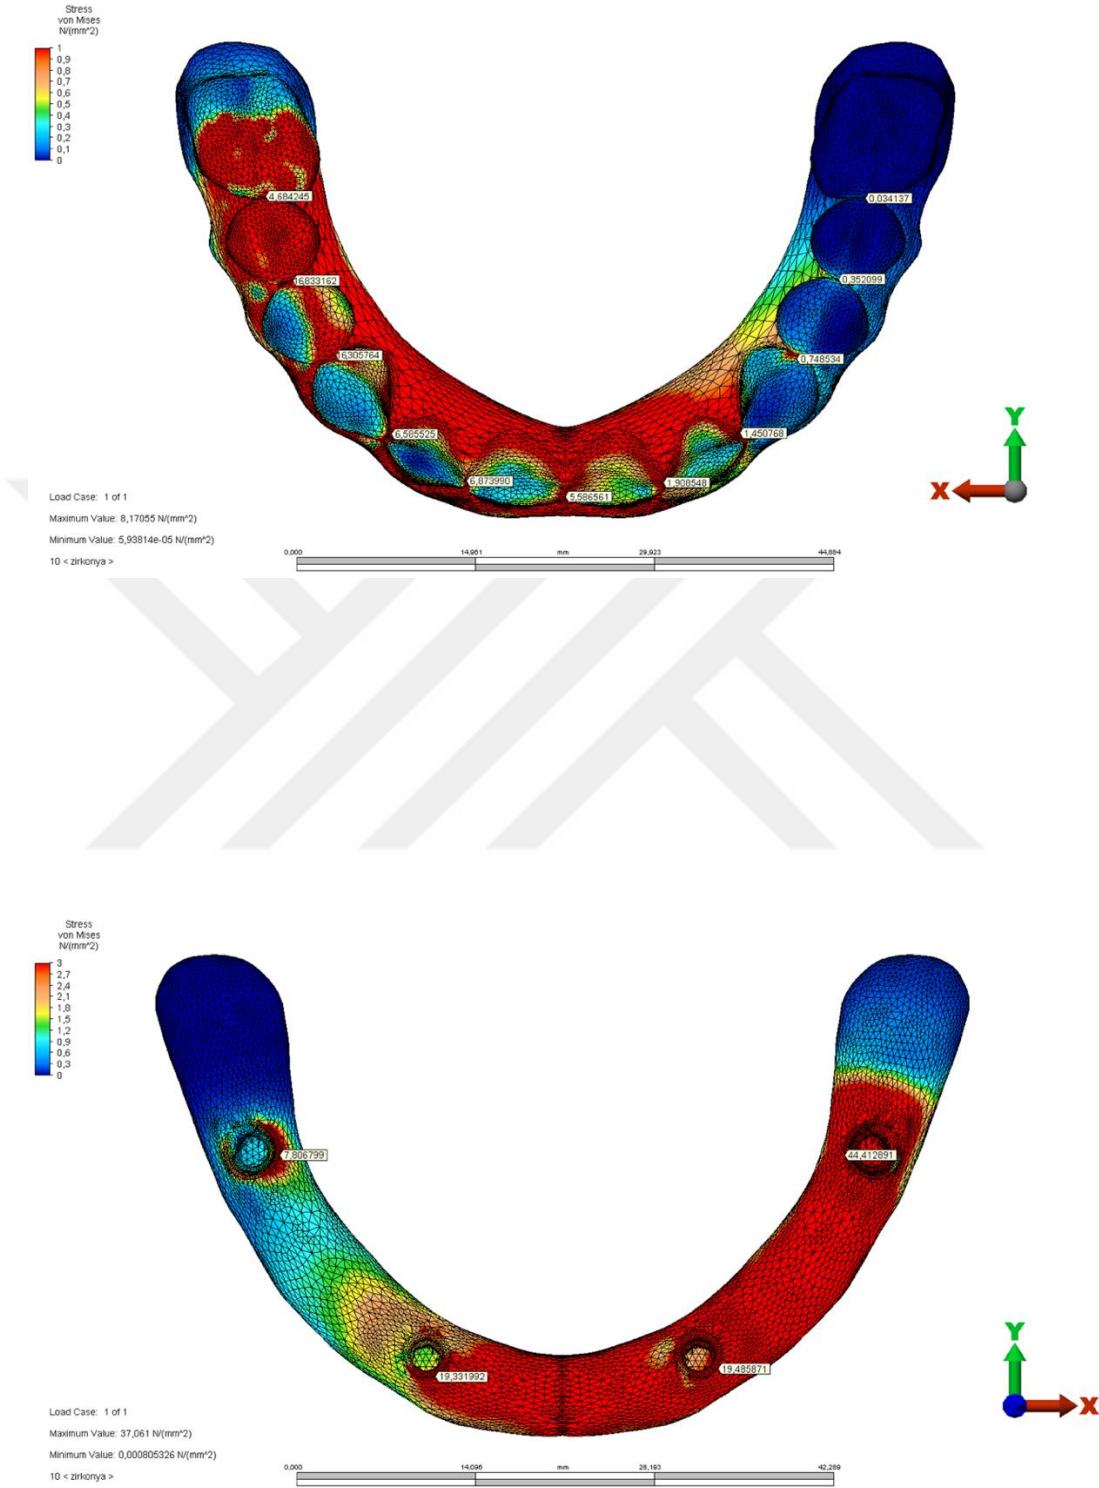 Stress
von Mises
N/(mm^2)
1
0,9
0,8
0,7
0,6
0,5
0,4
0,3
0,2
0,1
0
4,684245
0,034137
6,833162
0,352099
6,305764
0,748534
6,585525
1,450768
6,873990
1,908548
5,586561
Y
X
Load Case: 1 of 1
Maximum Value: 8,17055 N/(mm^2)
Minimum Value: 5,93814e-05 N/(mm^2)
10 < zirkonya >
0,000 14,961 mm 29,923 44,884
Stress
von Mises
N/(mm^2)
3
2,7
2,4
2,1
1,8
1,5
1,2
0,9
0,6
0,3
0
7,806799
44,412891
19,331992
19,485871
Y
X
Load Case: 1 of 1
Maximum Value: 37,061 N/(mm^2)
Minimum Value: 0,000805326 N/(mm^2)
10 < zirkonya >
0,000 14,096 mm 28,193 42,289